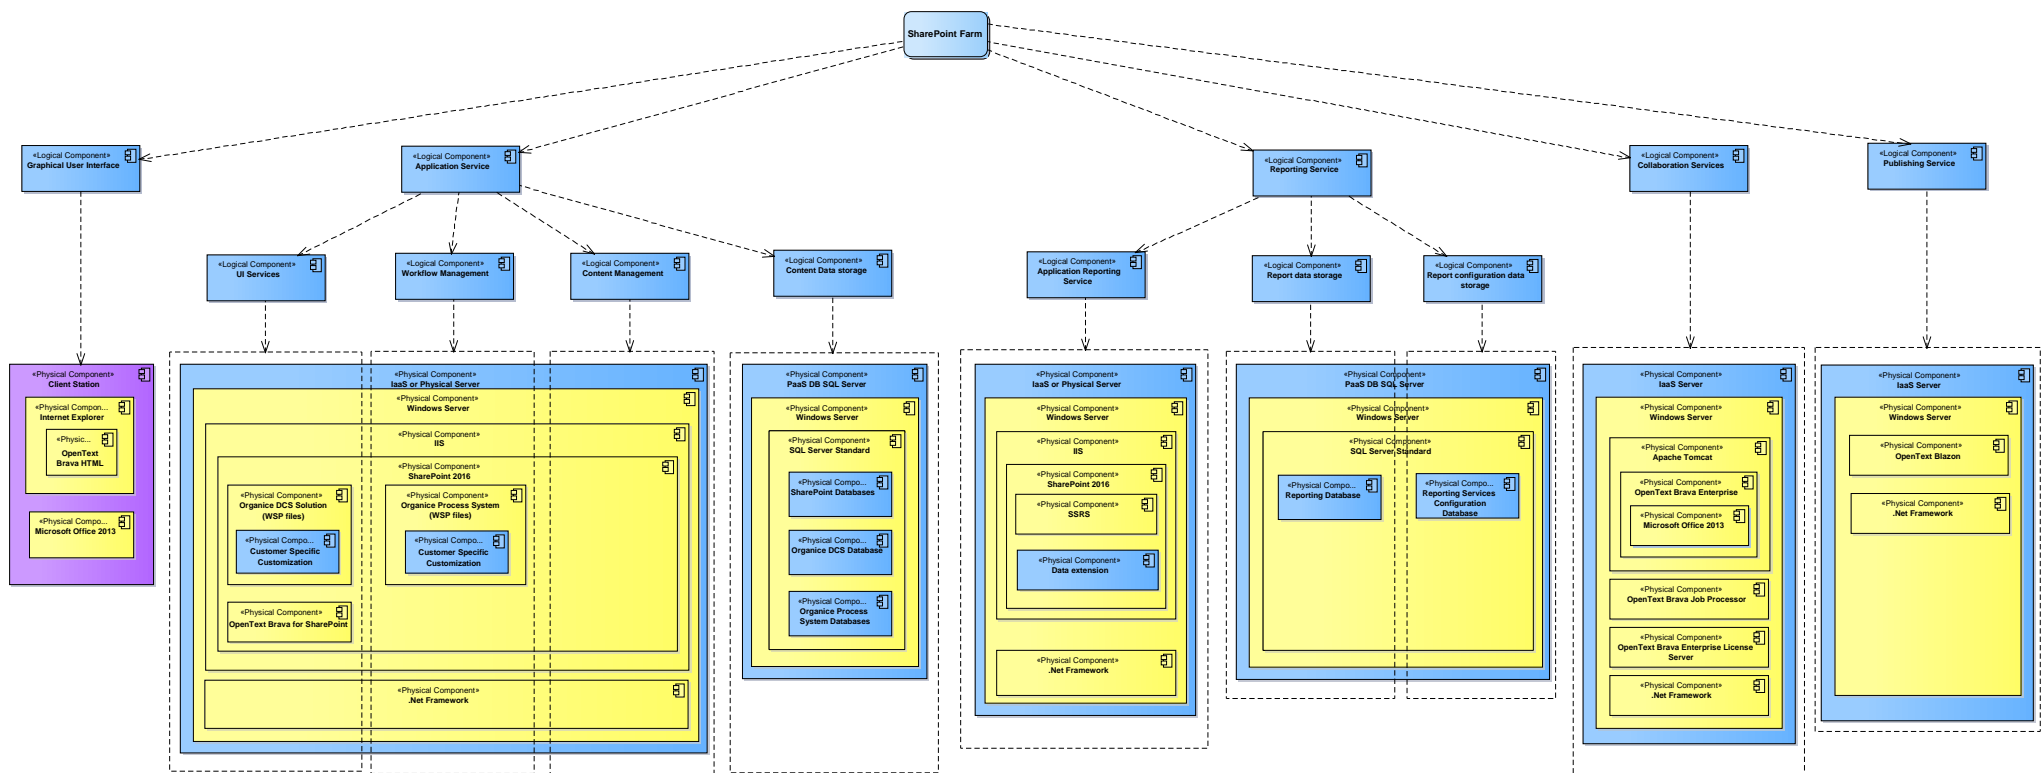 SharePoint Farm
«Logical Component»
Graphical User Interface
«Logical Component»
Application Service
«Logical Component»
Reporting Service
«Logical Component»
Collaboration Services
«Logical Component»
Publishing Service
«Logical Component»
UI Services
«Logical Component»
Workflow Management
«Logical Component»
Content Management
«Logical Component»
Content Data storage
«Logical Component»
Application Reporting
Service
«Logical Component»
Report data storage
«Logical Component»
Report configuration data
storage
«Physical Component»
Client Station
«Physical Compon...
Internet Explorer
«Physic...
OpenText
Brava HTML
«Physical Compo...
Microsoft Office 2013
«Physical Component»
IaaS or Physical Server
«Physical Component»
Windows Server
«Physical Component»
IIS
«Physical Component»
SharePoint 2016
«Physical Component»
Organice DCS Solution
(WSP files)
«Physical Compo...
Customer Specific
Customization
«Physical Component»
Organice Process System
(WSP files)
«Physical Compo...
Customer Specific
Customization
«Physical Component»
OpenText Brava for SharePoint
«Physical Component»
.Net Framework
«Physical Component»
PaaS DB SQL Server
«Physical Component»
Windows Server
«Physical Component»
SQL Server Standard
«Physical Compo...
SharePoint Databases
«Physical Compo...
Organice DCS Database
«Physical Compo...
Organice Process
System Databases
«Physical Component»
IaaS or Physical Server
«Physical Component»
Windows Server
«Physical Component»
IIS
«Physical Component»
SharePoint 2016
«Physical Component»
SSRS
«Physical Component»
Data extension
«Physical Component»
.Net Framework
«Physical Component»
PaaS DB SQL Server
«Physical Component»
Windows Server
«Physical Component»
SQL Server Standard
«Physical Compo...
Reporting Database
«Physical Compo...
Reporting Services
Configuration
Database
«Physical Component»
IaaS Server
«Physical Component»
Windows Server
«Physical Component»
Apache Tomcat
«Physical Component»
OpenText Brava Enterprise
«Physical Component»
Microsoft Office 2013
«Physical Component»
OpenText Brava Job Processor
«Physical Component»
OpenText Brava Enterprise License
Server
«Physical Component»
.Net Framework
«Physical Component»
IaaS Server
«Physical Component»
Windows Server
«Physical Component»
OpenText Blazon
«Physical Component»
.Net Framework